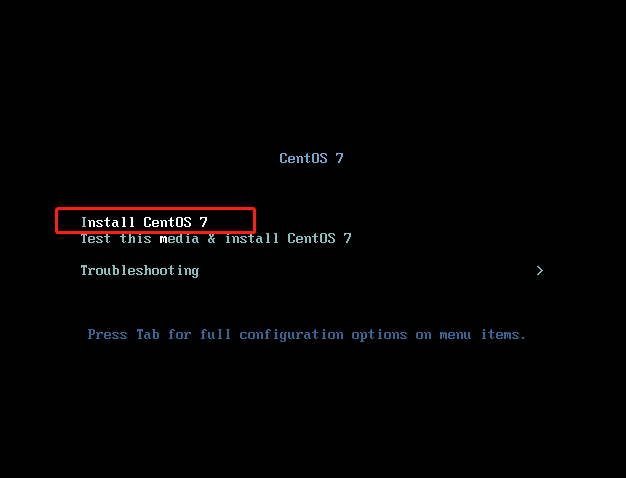 CentOS 7
Install CentOS 7
Test this media & install CentOS 7
Troubleshooting >
Press Tab for full configuration options on menu items.